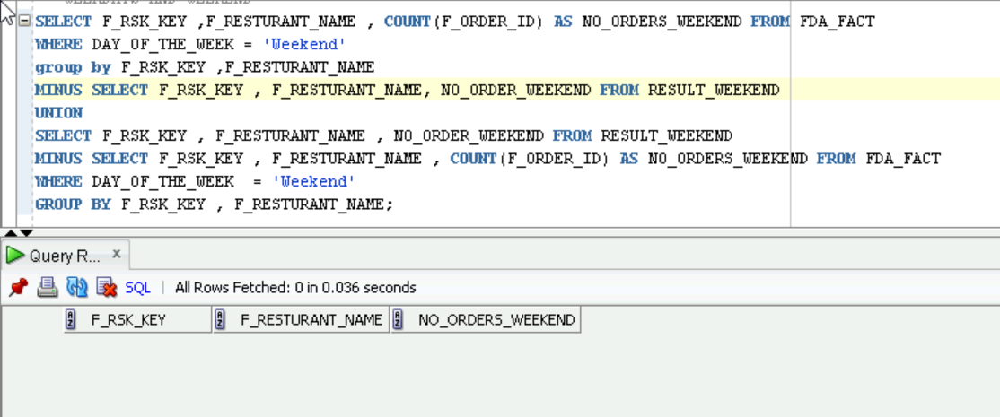 WEEKDAYS AND WEEKEND
SELECT F_RSK_KEY ,F_RESTURANT_NAME , COUNT(F_ORDER_ID) AS NO_ORDERS_WEEKEND FROM FDA_FACT
WHERE DAY_OF_THE_WEEK = 'Weekend'
group by F_RSK_KEY ,F_RESTURANT_NAME
MINUS SELECT F_RSK_KEY , F_RESTURANT_NAME, NO_ORDER_WEEKEND FROM RESULT_WEEKEND
UNION
SELECT F_RSK_KEY , F_RESTURANT_NAME , NO_ORDER_WEEKEND FROM RESULT_WEEKEND
MINUS SELECT F_RSK_KEY , F_RESTURANT_NAME , COUNT(F_ORDER_ID) AS NO_ORDERS_WEEKEND FROM FDA_FACT
WHERE DAY_OF_THE_WEEK  = 'Weekend'
GROUP BY F_RSK_KEY , F_RESTURANT_NAME;
Query R... x
SQL | All Rows Fetched: 0 in 0.036 seconds
F_RSK_KEY F_RESTURANT_NAME NO_ORDERS_WEEKEND